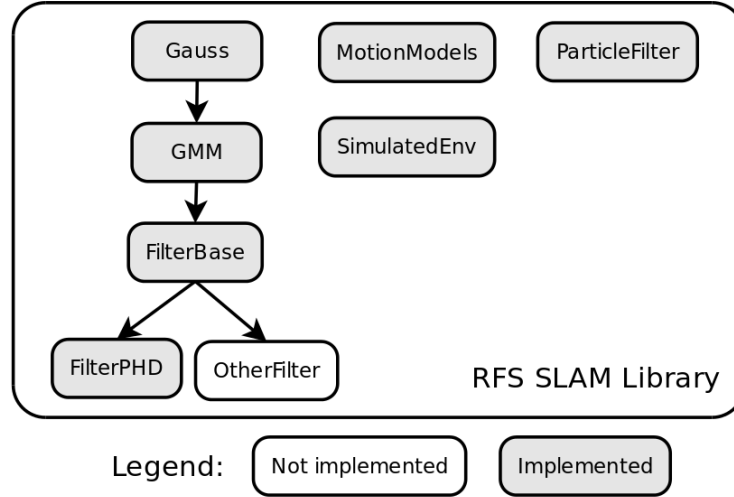 Gauss
MotionModels
ParticleFilter
GMM
SimulatedEnv
FilterBase
FilterPHD
OtherFilter
RFS SLAM Library
Legend:
Not implemented
Implemented